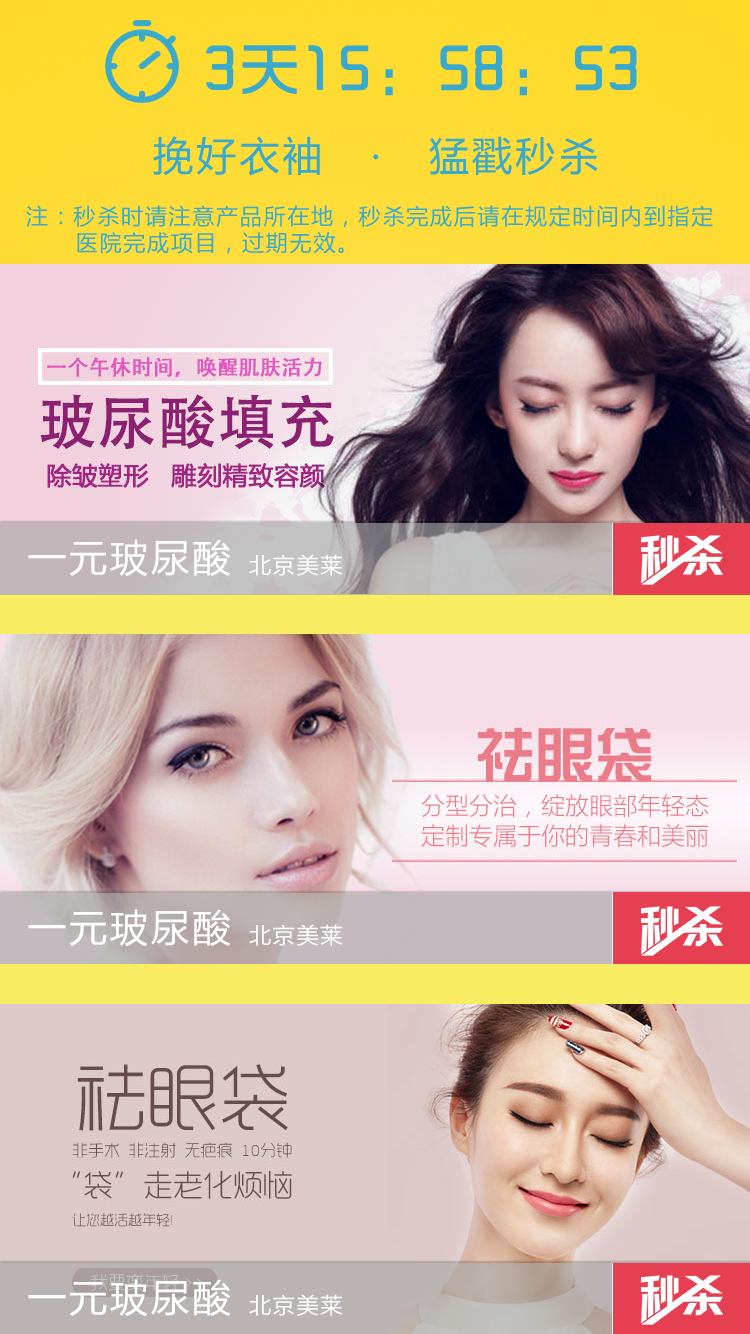 3天15：58：53
挽好衣袖 · 猛戳秒杀
注：秒杀时请注意产品所在地，秒杀完成后请在规定时间内到指定
医院完成项目，过期无效。
一个午休时间，唤醒肌肤活力
玻尿酸填充
除皱塑形 雕刻精致容颜
一元玻尿酸 北京美莱 秒杀
祛眼袋
分型分治，绽放眼部年轻态
定制专属于你的青春和美丽
一元玻尿酸 北京美莱 秒杀
祛眼袋
非手术 非注射 无疤痕 10分钟
“袋”走老化烦恼
让您越活越年轻!
我要变年轻>>
一元玻尿酸 北京美莱 秒杀